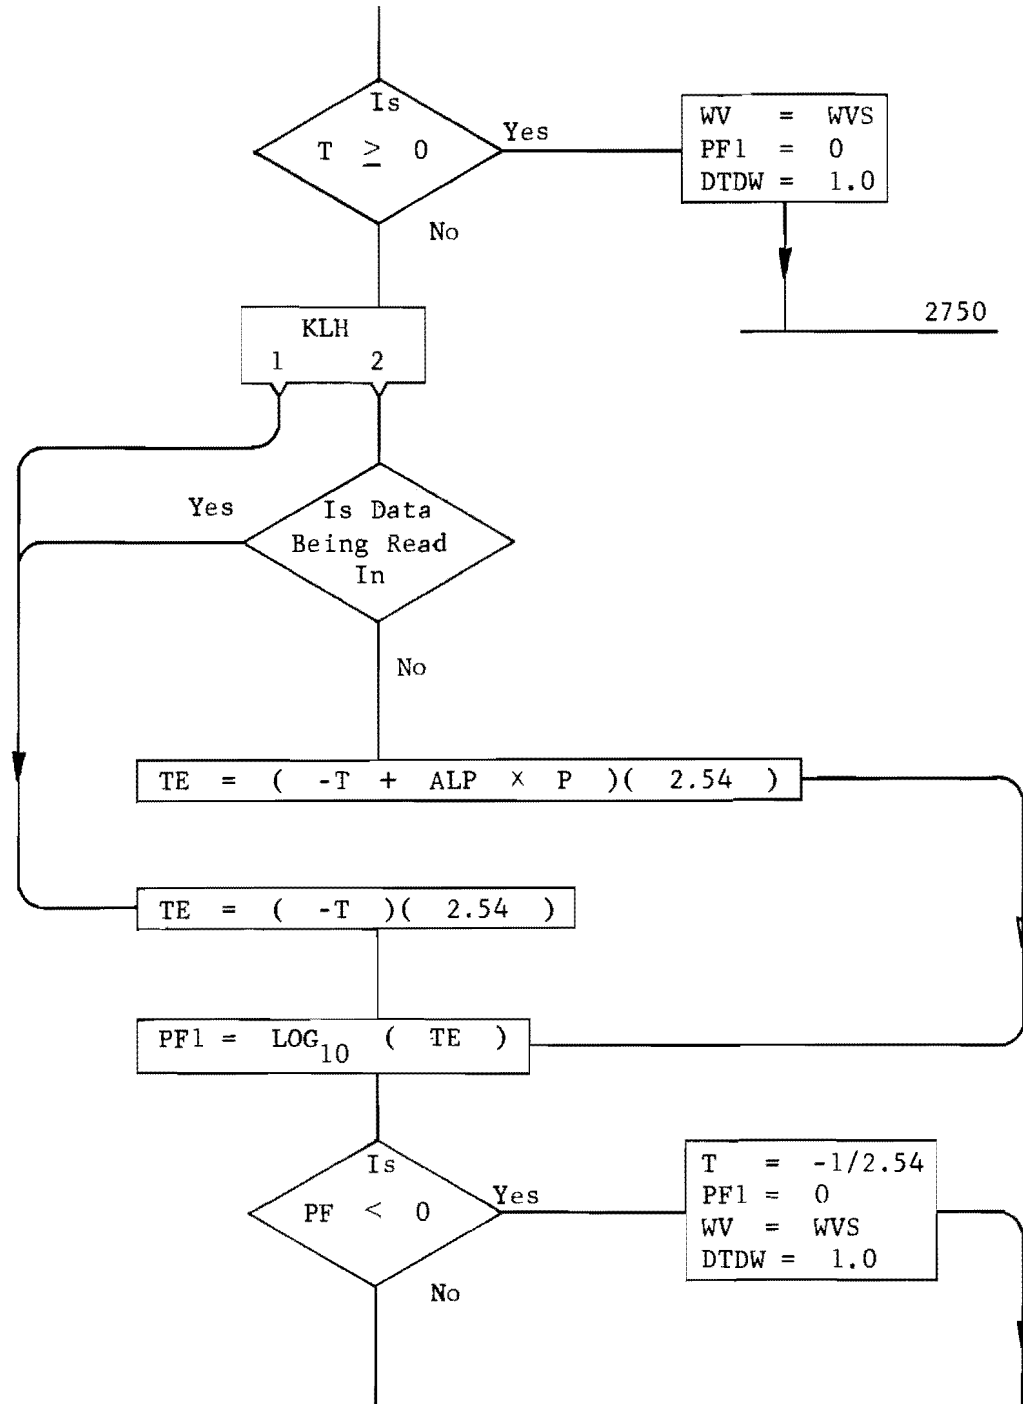 Is
T ≥ 0
Yes
No
WV = WVS
PF1 = 0
DTDW = 1.0
2750
KLH
1 2
Yes
Is Data
Being Read
In
No
TE = ( -T + ALP × P )( 2.54 )
TE = ( -T )( 2.54 )
PF1 = LOG10 ( TE )
Is
PF < 0
Yes
No
T = -1/2.54
PF1 = 0
WV = WVS
DTDW = 1.0